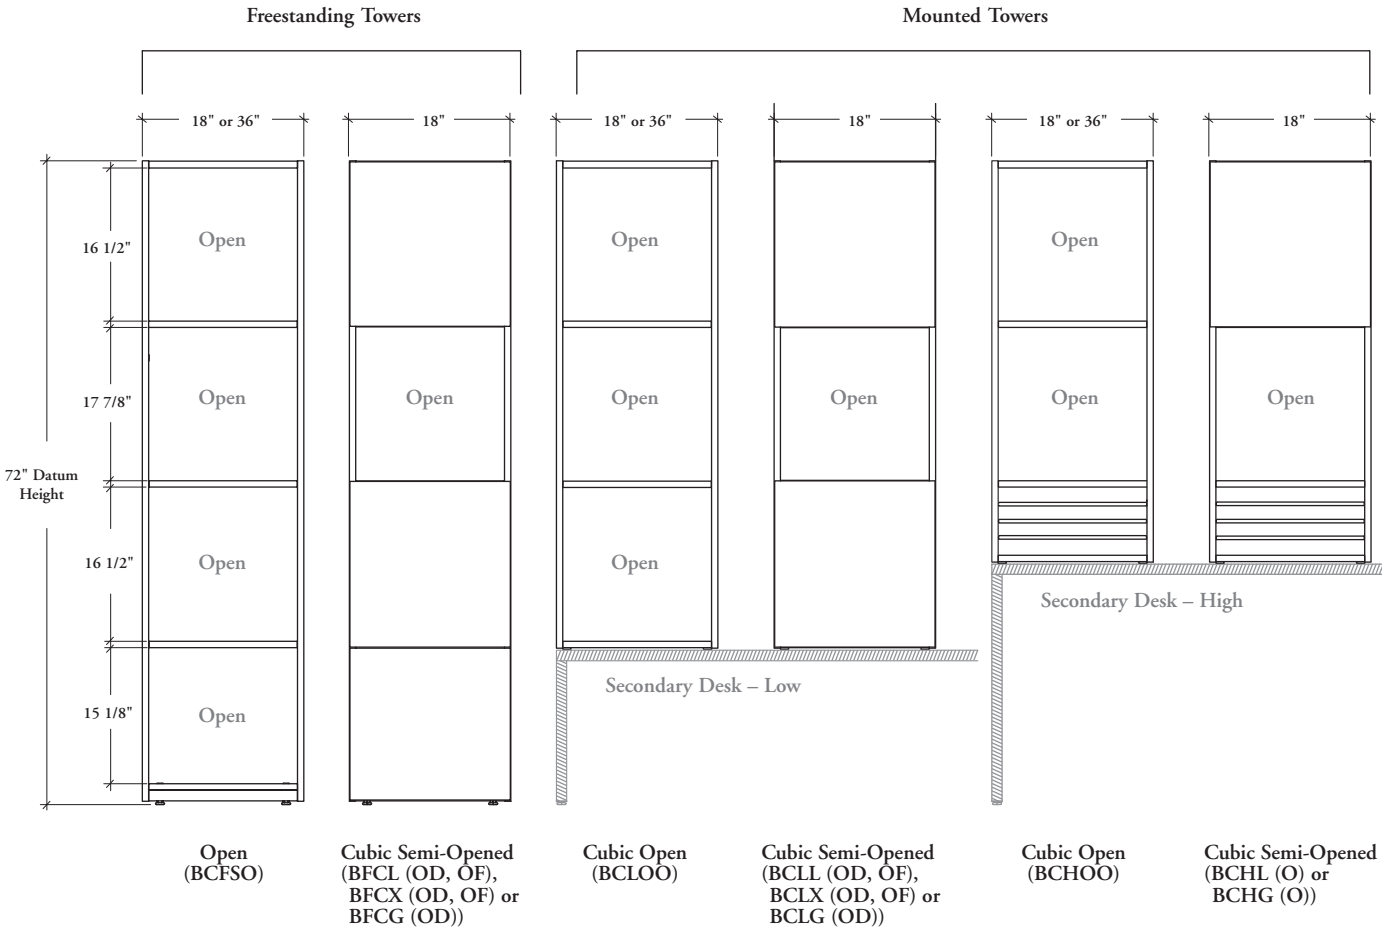 Freestanding Towers
Mounted Towers
18" or 36"
18"
18" or 36"
18"
18" or 36"
18"
16 1/2"
17 7/8"
16 1/2"
15 1/8"
72" Datum
Height
Open
Open
Open
Open
Open
Open
Open
Open
Open
Open
Open
Open
Secondary Desk – Low
Secondary Desk – High
Open
(BCFSO)
Cubic Semi-Opened
(BFCL (OD, OF),
BFCX (OD, OF) or
BFCG (OD))
Cubic Open
(BCLOO)
Cubic Semi-Opened
(BCLL (OD, OF),
BCLX (OD, OF) or
BCLG (OD))
Cubic Open
(BCHOO)
Cubic Semi-Opened
(BCHL (O) or
BCHG (O))